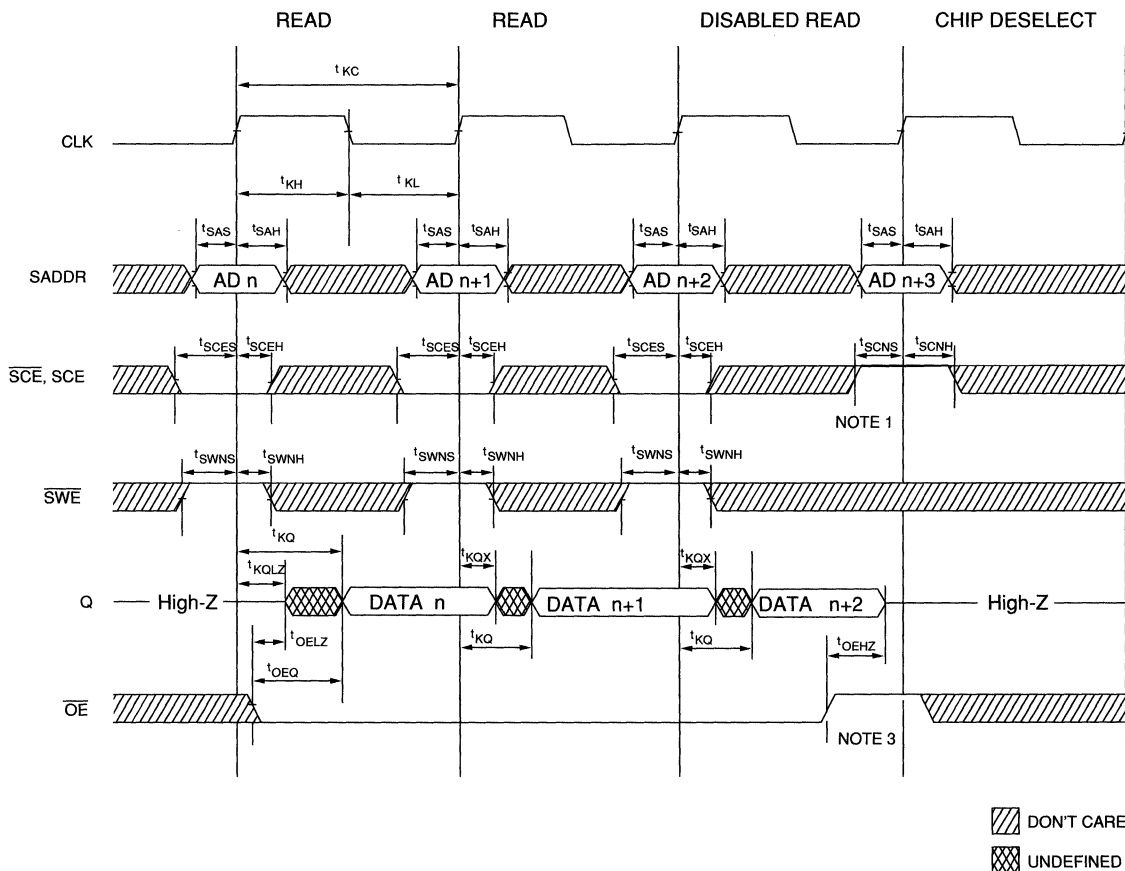 READ READ DISABLED READ CHIP DESELECT
tKC
CLK
tKH tKL
tSAS tSAH tSAS tSAH tSAS tSAH tSAS tSAH
SADDR AD n AD n+1 AD n+2 AD n+3
tSCES tSCEH tSCES tSCEH tSCES tSCEH tSCNS tSCNH
S̅C̅E̅, SCE
NOTE 1
tSWNS tSWNH tSWNS tSWNH tSWNS tSWNH
S̅W̅E̅
tKQ
tKQLZ tKQX tKQX
Q High-Z DATA n DATA n+1 DATA n+2 High-Z
tOELZ tKQ tKQ tOEHZ
tOEQ
O̅E̅
NOTE 3
DON'T CARE
UNDEFINED